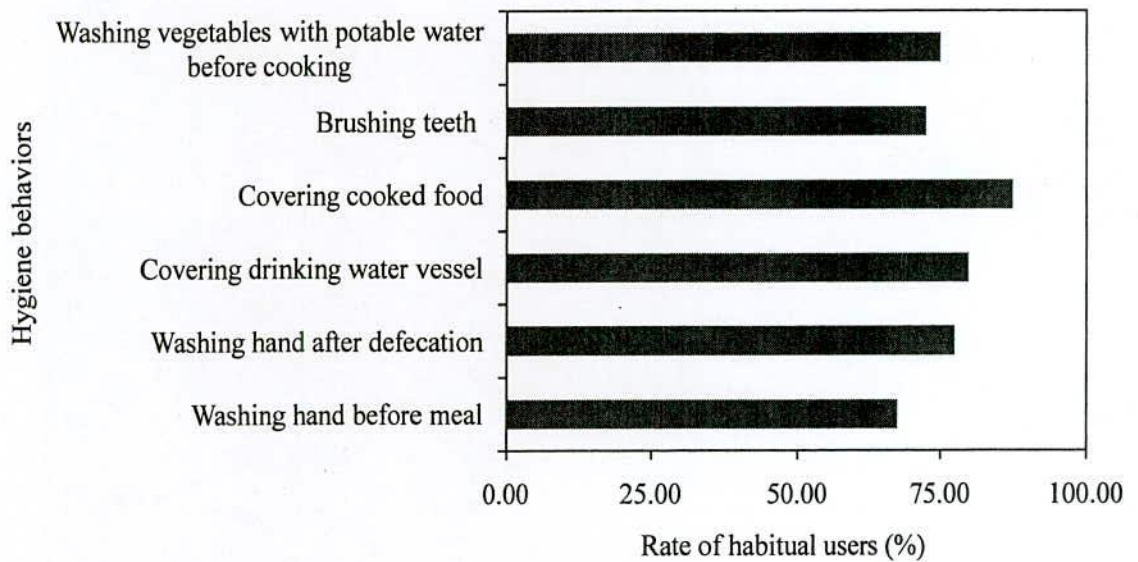 Washing vegetables with potable water
before cooking
Brushing teeth
Covering cooked food
Covering drinking water vessel
Washing hand after defecation
Washing hand before meal
Hygiene behaviors
0.00 25.00 50.00 75.00 100.00
Rate of habitual users (%)